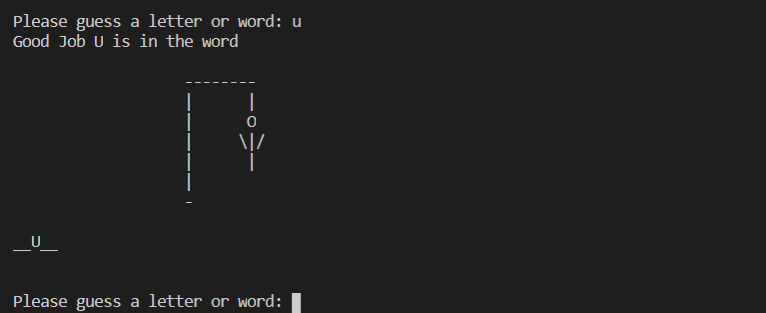 Please guess a letter or word: u
Good Job U is in the word
--------
|      |
|      O
|     \|/
|      |
|
-
__U__
Please guess a letter or word: